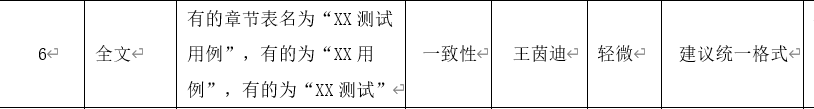 有的章节表名为“XX 测试
6 全文 用例”，有的为“XX 用 一致性 王茵迪 轻微 建议统一格式
例”，有的为“XX 测试”